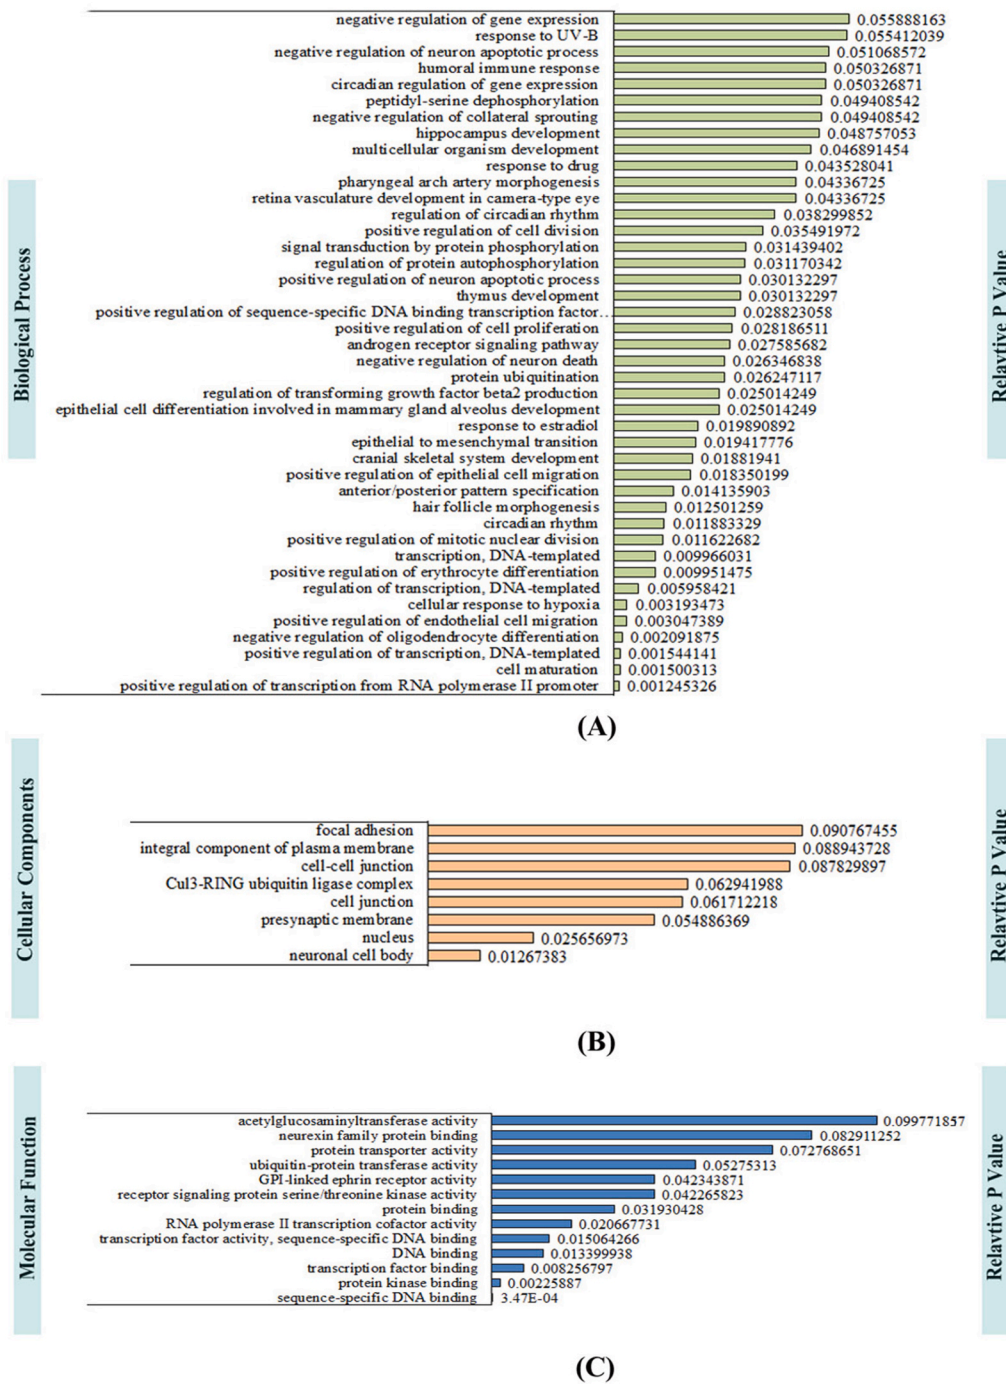 negative regulation of gene expression 0.055888163
response to UV-B 0.055412039
negative regulation of neuron apoptotic process 0.051068572
humoral immune response 0.050326871
circadian regulation of gene expression 0.050326871
peptidyl-serine dephosphorylation 0.049408542
negative regulation of collateral sprouting 0.049408542
hippocampus development 0.048757053
multicellular organism development 0.046891454
response to drug 0.043528041
pharyngeal arch artery morphogenesis 0.04336725
retina vasculature development in camera-type eye 0.04336725
regulation of circadian rhythm 0.038299852
positive regulation of cell division 0.035491972
signal transduction by protein phosphorylation 0.031439402
regulation of protein autophosphorylation 0.031170342
positive regulation of neuron apoptotic process 0.030132297
thymus development 0.030132297
positive regulation of sequence-specific DNA binding transcription factor… 0.028823058
positive regulation of cell proliferation 0.028186511
androgen receptor signaling pathway 0.027585682
negative regulation of neuron death 0.026346838
protein ubiquitination 0.026247117
regulation of transforming growth factor beta2 production 0.025014249
epithelial cell differentiation involved in mammary gland alveolus development 0.025014249
response to estradiol 0.019890892
epithelial to mesenchymal transition 0.019417776
cranial skeletal system development 0.01881941
positive regulation of epithelial cell migration 0.018350199
anterior/posterior pattern specification 0.014135903
hair follicle morphogenesis 0.012501259
circadian rhythm 0.011883329
positive regulation of mitotic nuclear division 0.011622682
transcription, DNA-templated 0.009966031
positive regulation of erythrocyte differentiation 0.009951475
regulation of transcription, DNA-templated 0.005958421
cellular response to hypoxia 0.003193473
positive regulation of endothelial cell migration 0.003047389
negative regulation of oligodendrocyte differentiation 0.002091875
positive regulation of transcription, DNA-templated 0.001544141
cell maturation 0.001500313
positive regulation of transcription from RNA polymerase II promoter 0.001245326
Biological Process
Relaytive P Value
(A)
focal adhesion 0.090767455
integral component of plasma membrane 0.088943728
cell-cell junction 0.087829897
Cul3-RING ubiquitin ligase complex 0.062941988
cell junction 0.061712218
presynaptic membrane 0.054886369
nucleus 0.025656973
neuronal cell body 0.01267383
Cellular Components
Relaytive P Value
(B)
acetylglucosaminyltransferase activity 0.099771857
neurexin family protein binding 0.082911252
protein transporter activity 0.072768651
ubiquitin-protein transferase activity 0.05275313
GPI-linked ephrin receptor activity 0.042343871
receptor signaling protein serine/threonine kinase activity 0.042265823
protein binding 0.031930428
RNA polymerase II transcription cofactor activity 0.020667731
transcription factor activity, sequence-specific DNA binding 0.015064266
DNA binding 0.013399938
transcription factor binding 0.008256797
protein kinase binding 0.00225887
sequence-specific DNA binding 3.47E-04
Molecular Function
Relaytive P Value
(C)